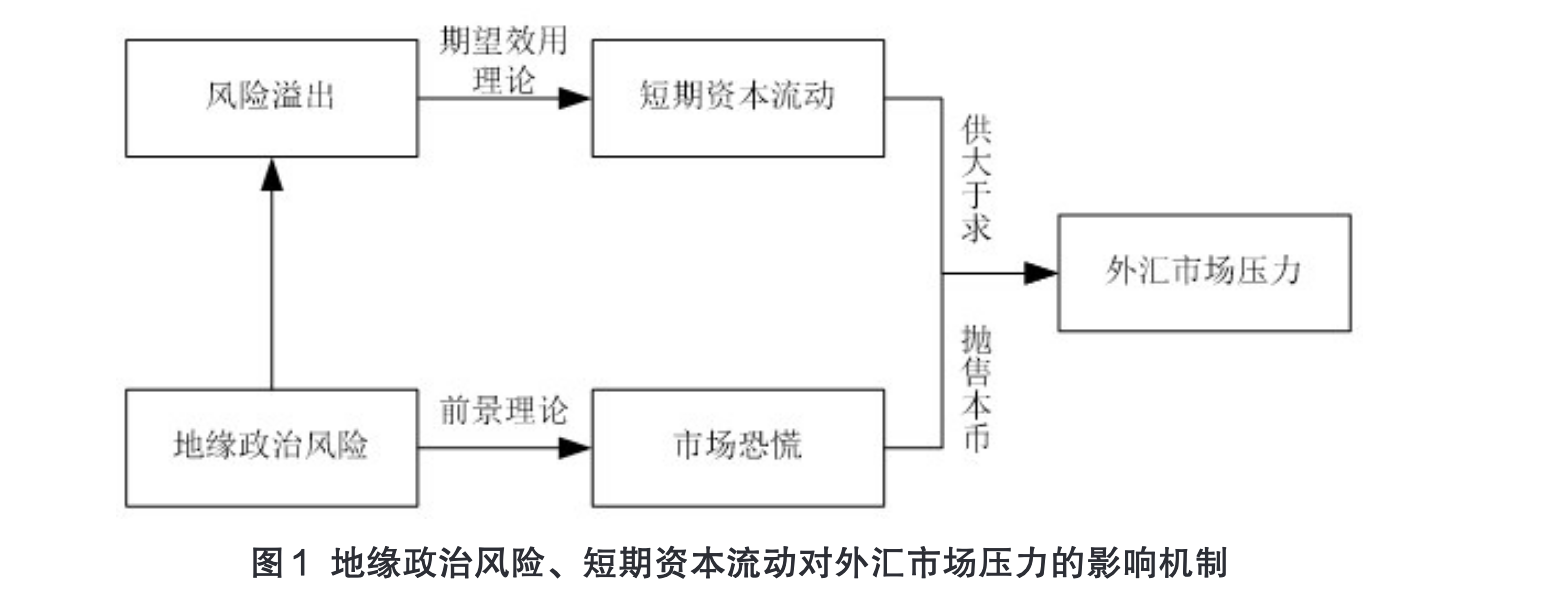 期望效用
理论
风险溢出
短期资本流动
供大于求
外汇市场压力
抛售本币
前景理论
地缘政治风险
市场恐慌
图1 地缘政治风险、短期资本流动对外汇市场压力的影响机制